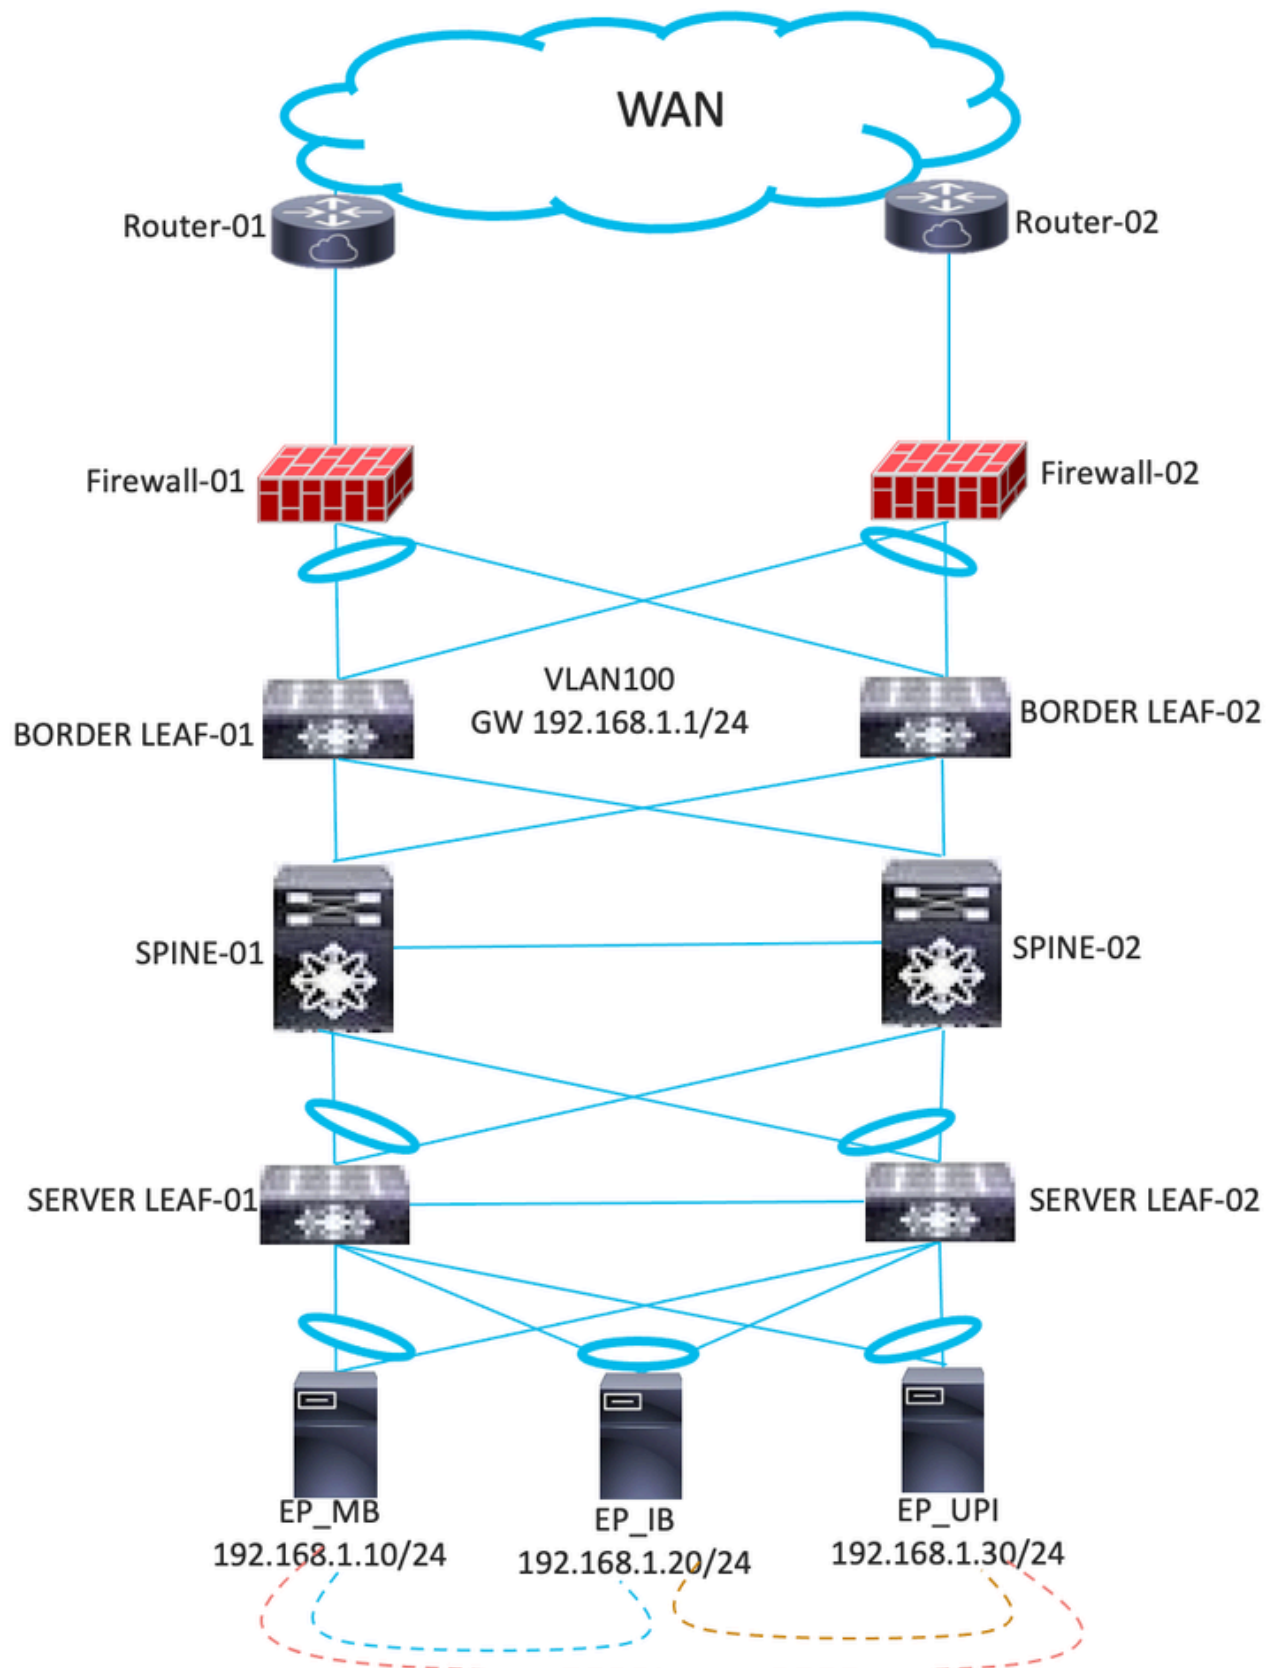 WAN
Router-01
Router-02
Firewall-01
Firewall-02
VLAN100
GW 192.168.1.1/24
BORDER LEAF-01
BORDER LEAF-02
SPINE-01
SPINE-02
SERVER LEAF-01
SERVER LEAF-02
EP_MB
192.168.1.10/24
EP_IB
192.168.1.20/24
EP_UPI
192.168.1.30/24